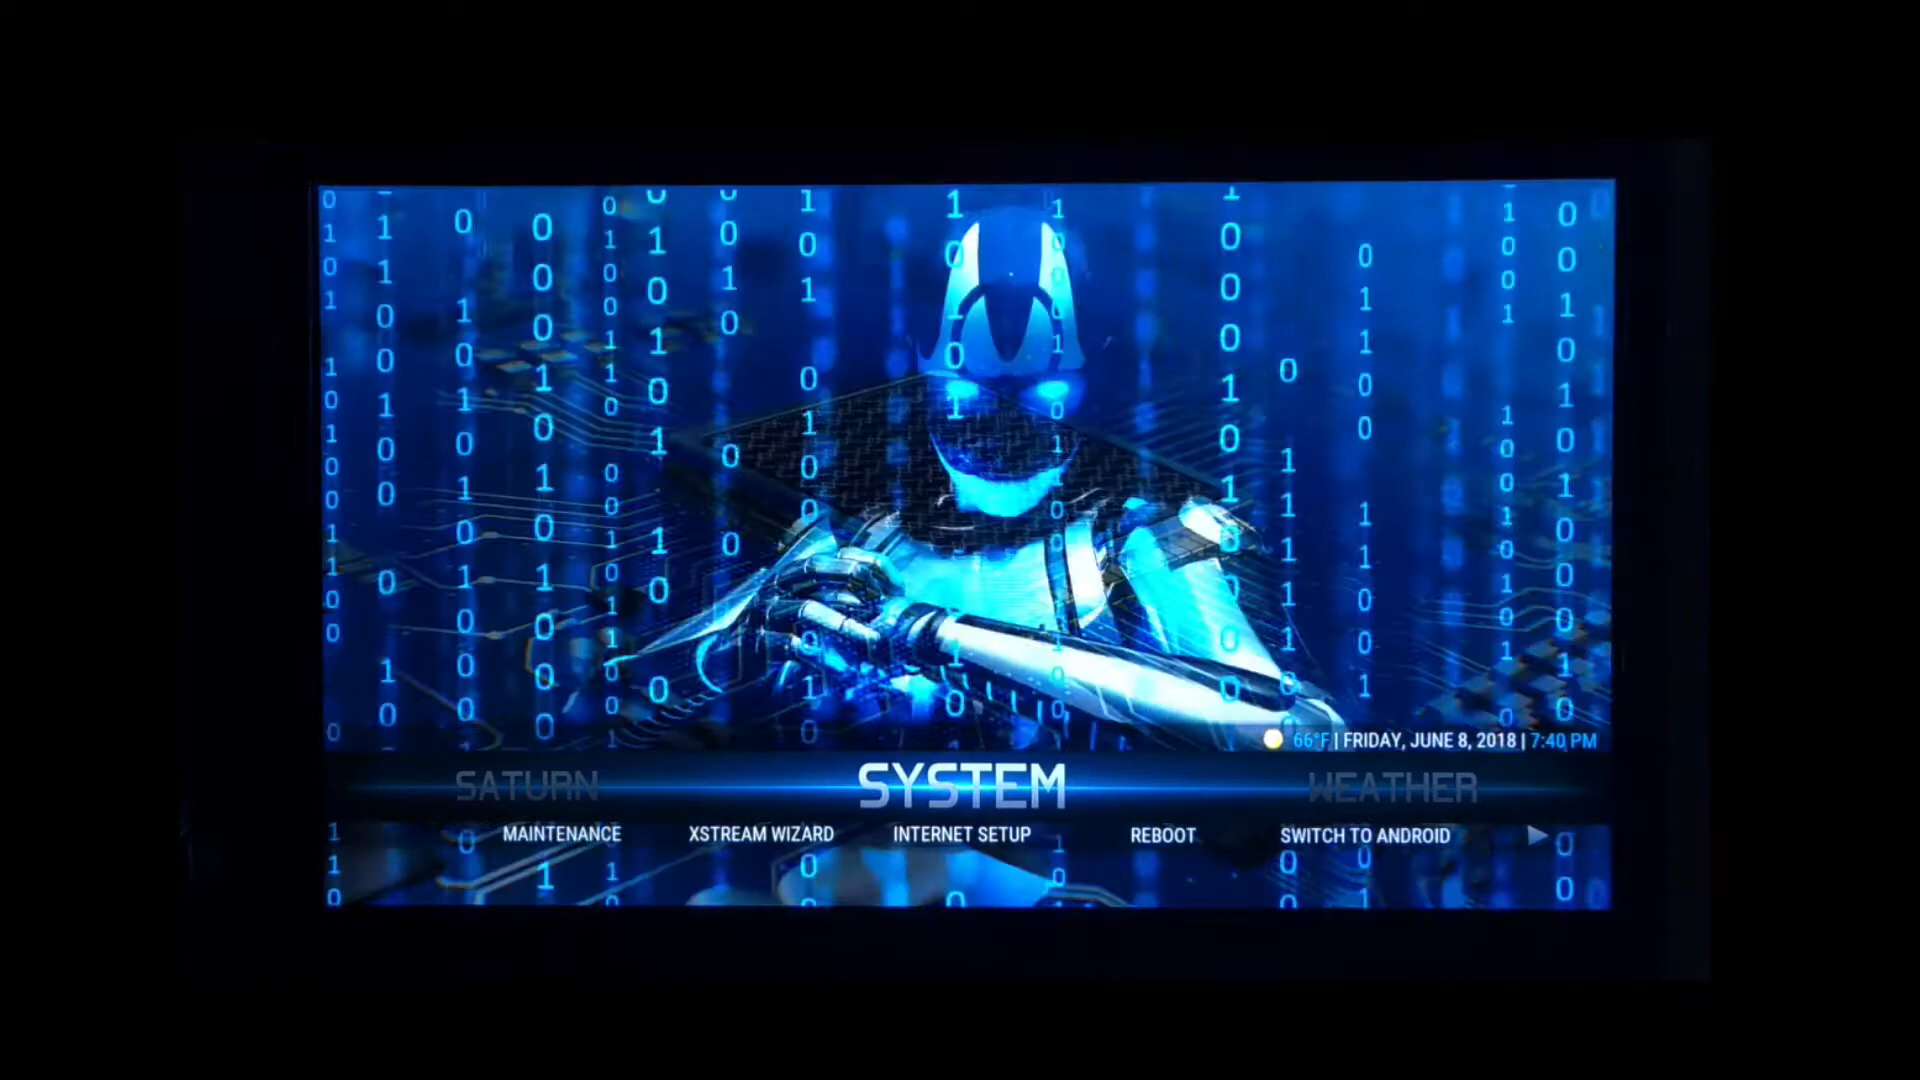 66°F | FRIDAY, JUNE 8, 2018 | 7:40 PM
SATURN SYSTEM WEATHER
MAINTENANCE XSTREAM WIZARD INTERNET SETUP REBOOT SWITCH TO ANDROID